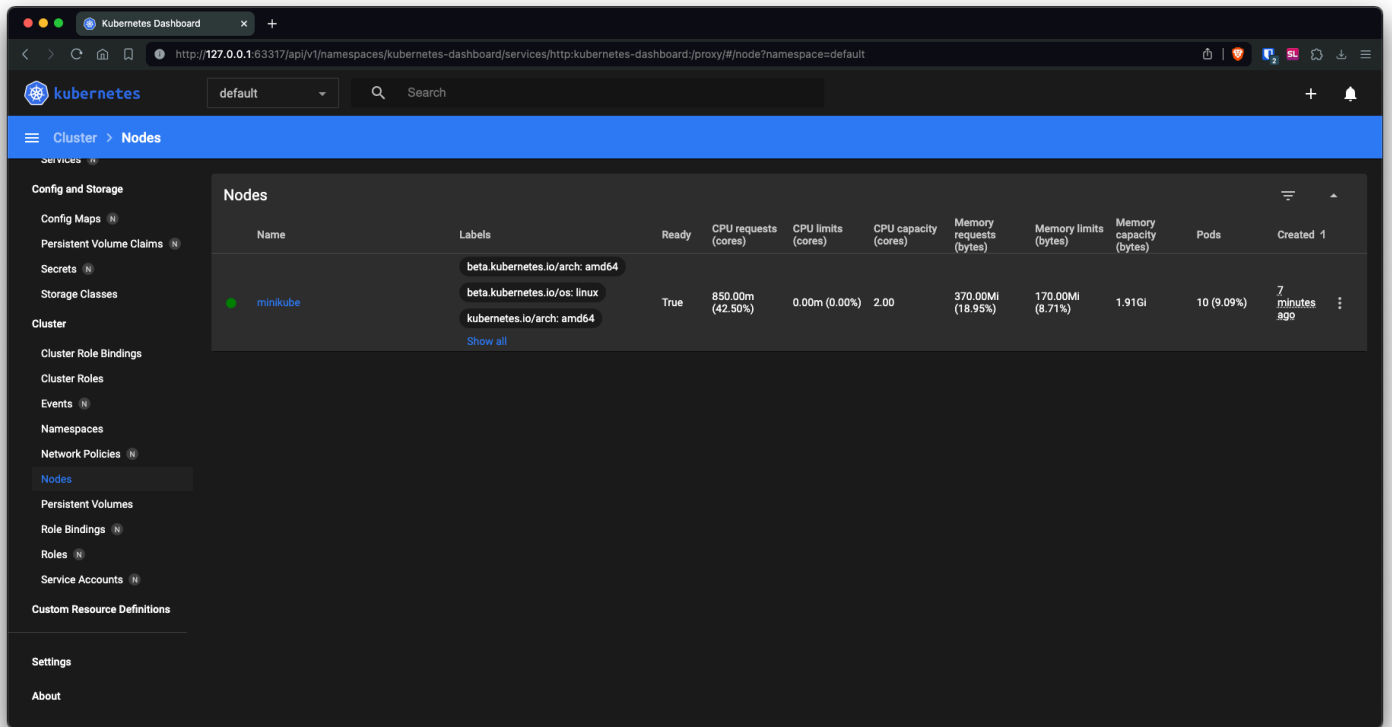 Kubernetes Dashboard
http://127.0.0.1:63317/api/v1/namespaces/kubernetes-dashboard/services/http:kubernetes-dashboard:/proxy/#/node?namespace=default
2
SL
kubernetes
default
Search
Cluster > Nodes
Services N
Config and Storage
Config Maps N
Persistent Volume Claims N
Secrets N
Storage Classes
Cluster
Cluster Role Bindings
Cluster Roles
Events N
Namespaces
Network Policies N
Nodes
Persistent Volumes
Role Bindings N
Roles N
Service Accounts N
Custom Resource Definitions
Settings
About
Nodes
Name
Labels
Ready
CPU requests
(cores)
CPU limits
(cores)
CPU capacity
(cores)
Memory
requests
(bytes)
Memory limits
(bytes)
Memory
capacity
(bytes)
Pods
Created
minikube
beta.kubernetes.io/arch: amd64
beta.kubernetes.io/os: linux
kubernetes.io/arch: amd64
Show all
True
850.00m
(42.50%)
0.00m (0.00%)
2.00
370.00Mi
(18.95%)
170.00Mi
(8.71%)
1.91Gi
10 (9.09%)
7
minutes
ago